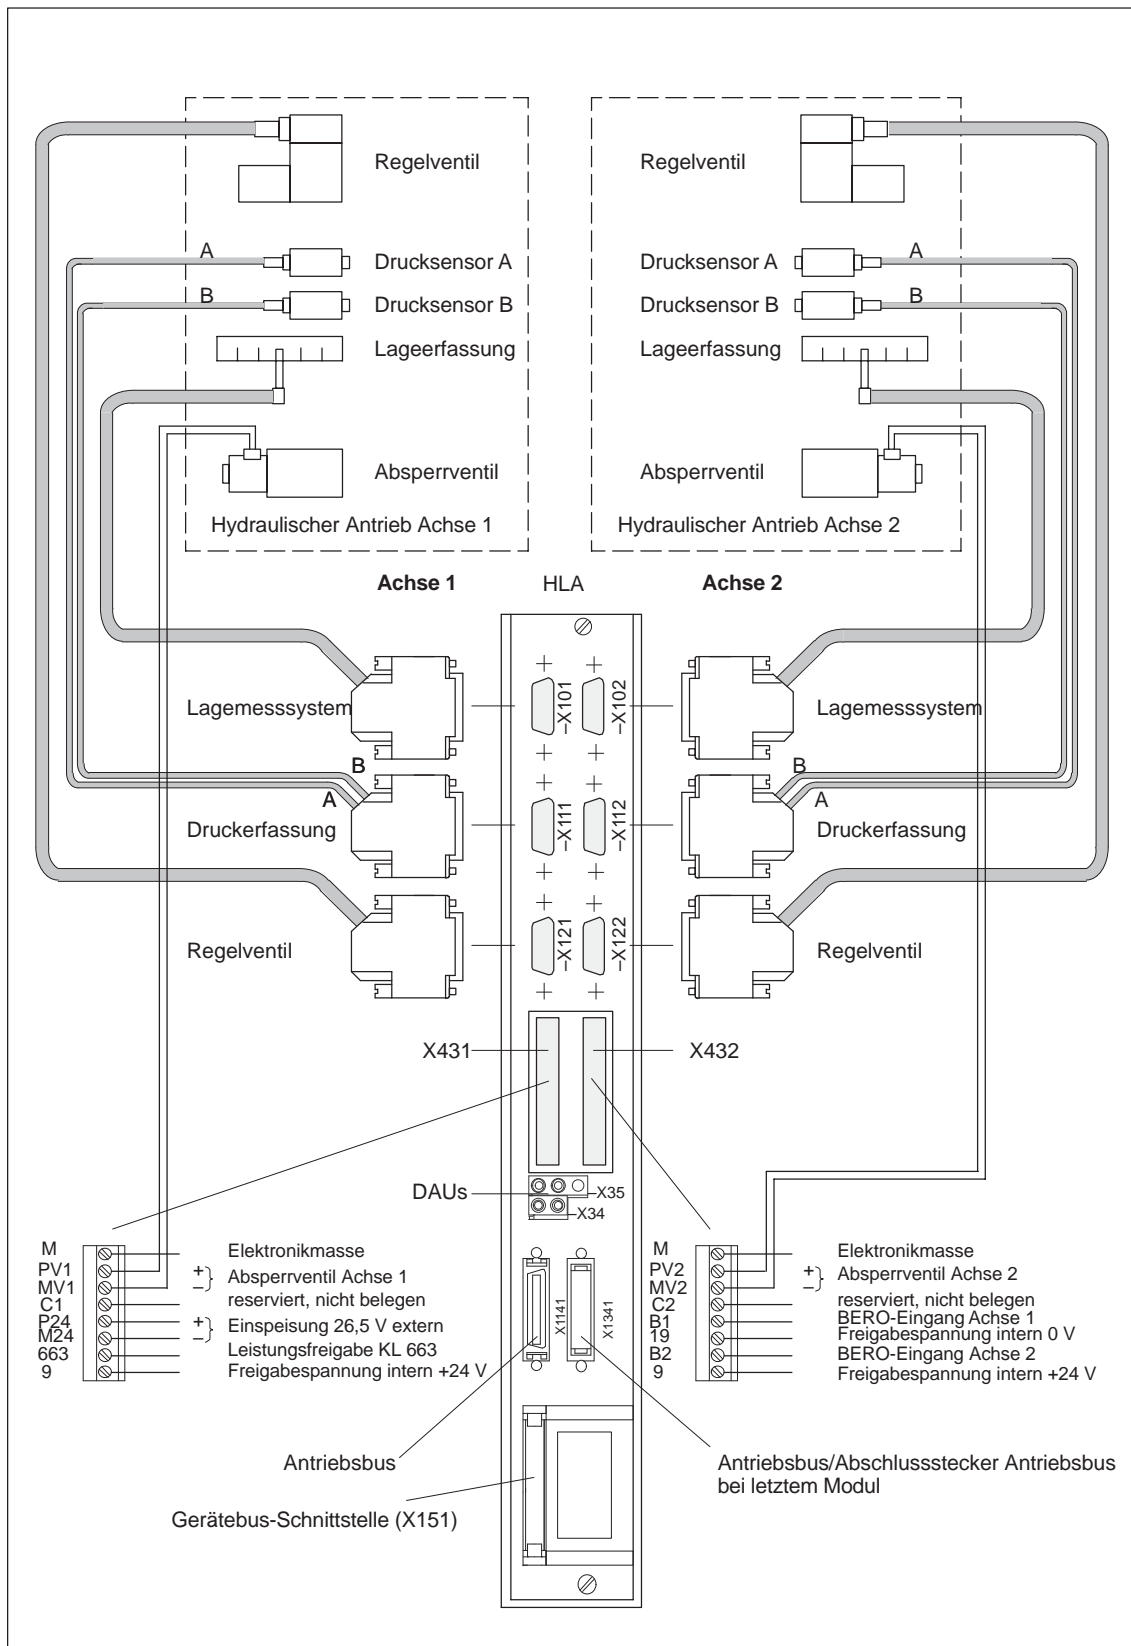 Regelventil
Regelventil
A
Drucksensor A
Drucksensor A
A
B
Drucksensor B
Drucksensor B
B
Lageerfassung
Lageerfassung
Absperrventil
Absperrventil
Hydraulischer Antrieb Achse 1
Hydraulischer Antrieb Achse 2
Achse 1
HLA
Achse 2
Lagemesssystem
–X101
–X102
Lagemesssystem
B
A
B
A
Druckerfassung
–X111
–X112
Druckerfassung
Regelventil
–X121
–X122
Regelventil
X431
X432
DAUs
X35
X34
M
Elektronikmasse
PV1
+
MV1
–
Absperrventil Achse 1
C1
reserviert, nicht belegen
P24
+
M24
–
Einspeisung 26,5 V extern
663
Leistungsfreigabe KL 663
9
Freigabespannung intern +24 V
X1141
X1341
M
Elektronikmasse
PV2
+
MV2
–
Absperrventil Achse 2
C2
reserviert, nicht belegen
B1
BERO-Eingang Achse 1
19
Freigabespannung intern 0 V
B2
BERO-Eingang Achse 2
9
Freigabespannung intern +24 V
Antriebsbus
Antriebsbus/Abschlussstecker Antriebsbus
bei letztem Modul
Gerätebus-Schnittstelle (X151)